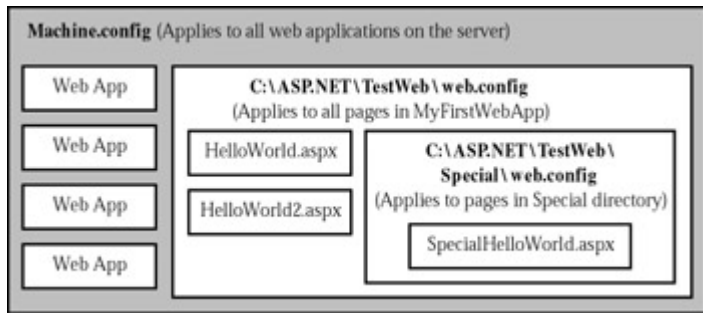 Machine.config (Applies to all web applications on the server)
Web App
Web App
Web App
Web App
C:\ASP.NET\TestWeb\web.config
(Applies to all pages in MyFirstWebApp)
HelloWorld.aspx
HelloWorld2.aspx
C:\ASP.NET\TestWeb\
Special\web.config
(Applies to pages in Special directory)
SpecialHelloWorld.aspx